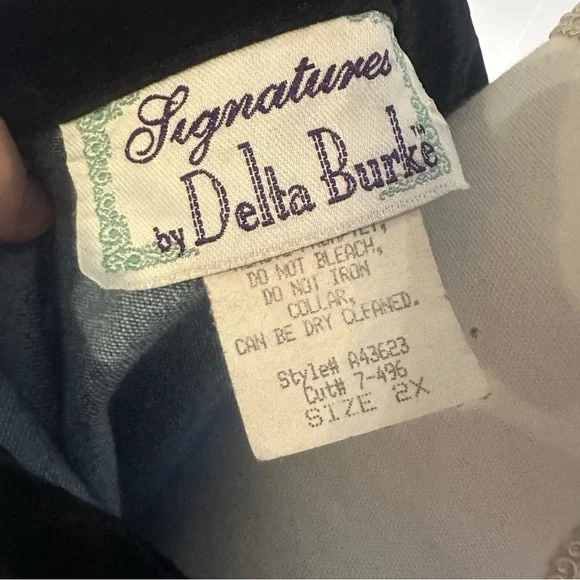 Signatures
by Delta Burke™
DO NOT BLEACH,
DO NOT IRON
COLLAR,
CAN BE DRY CLEANED.
Style# A43623
Cut# 7-496
SIZE 2X